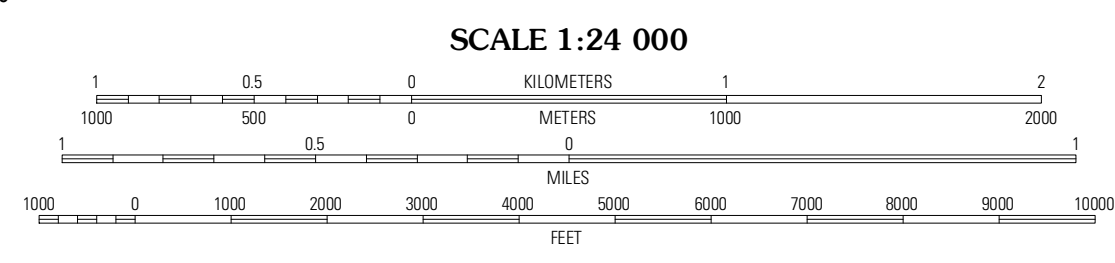 SCALE 1:24 000
1 0.5 0 KILOMETERS 1 2
1000 500 0 METERS 1000 2000
1 0.5 0 1
MILES
1000 0 1000 2000 3000 4000 5000 6000 7000 8000 9000 10000
FEET